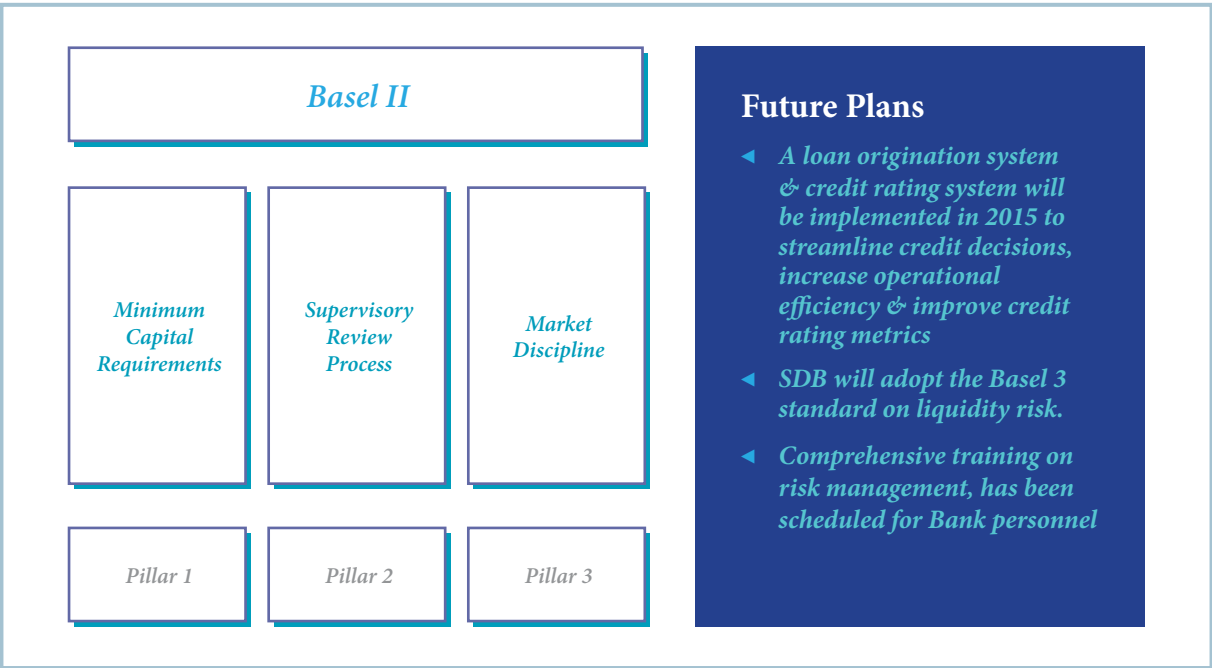 Basel II
Minimum
Capital
Requirements
Supervisory
Review
Process
Market
Discipline
Pillar 1
Pillar 2
Pillar 3
Future Plans
A loan origination system
& credit rating system will
be implemented in 2015 to
streamline credit decisions,
increase operational
efficiency & improve credit
rating metrics
SDB will adopt the Basel 3
standard on liquidity risk.
Comprehensive training on
risk management, has been
scheduled for Bank personnel